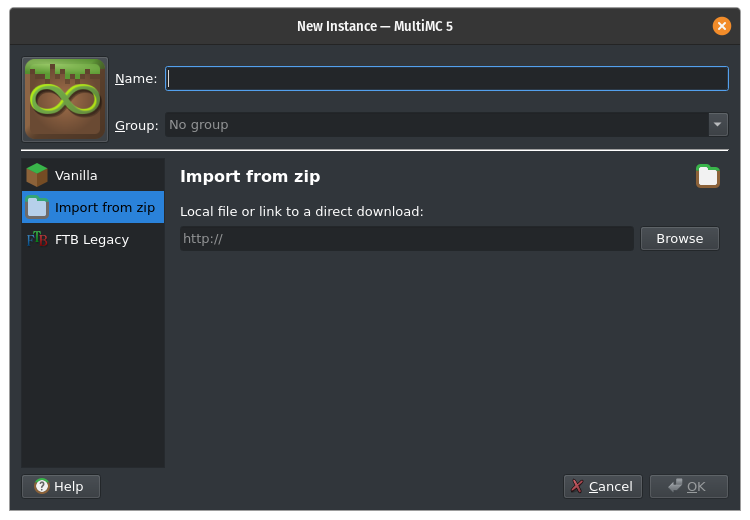 New Instance — MultiMC 5
Name:
Group: No group
Vanilla
Import from zip
FTB FTB Legacy
Import from zip
Local file or link to a direct download:
http:// Browse
Help Cancel OK